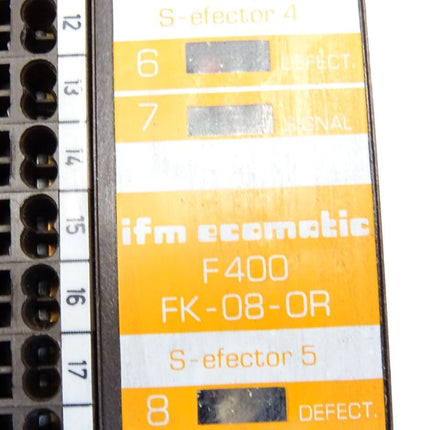 12
13
14
15
16
17
S-efector 4
6 DEFECT.
7 SIGNAL
ifm ecomatic
F400
FK-08-OR
S-efector 5
8 DEFECT.